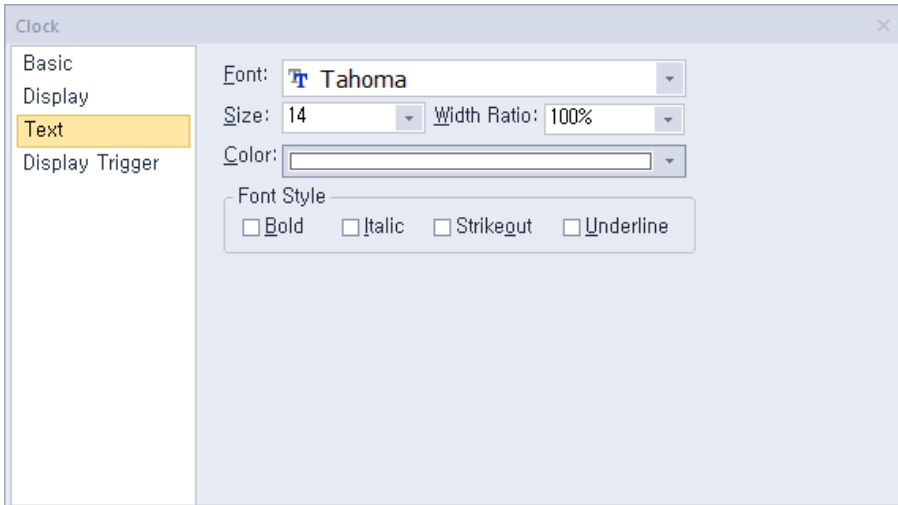 Clock
Basic
Display
Text
Display Trigger
Font: Tahoma
Size: 14 Width Ratio: 100%
Color:
Font Style
Bold Italic Strikeout Underline